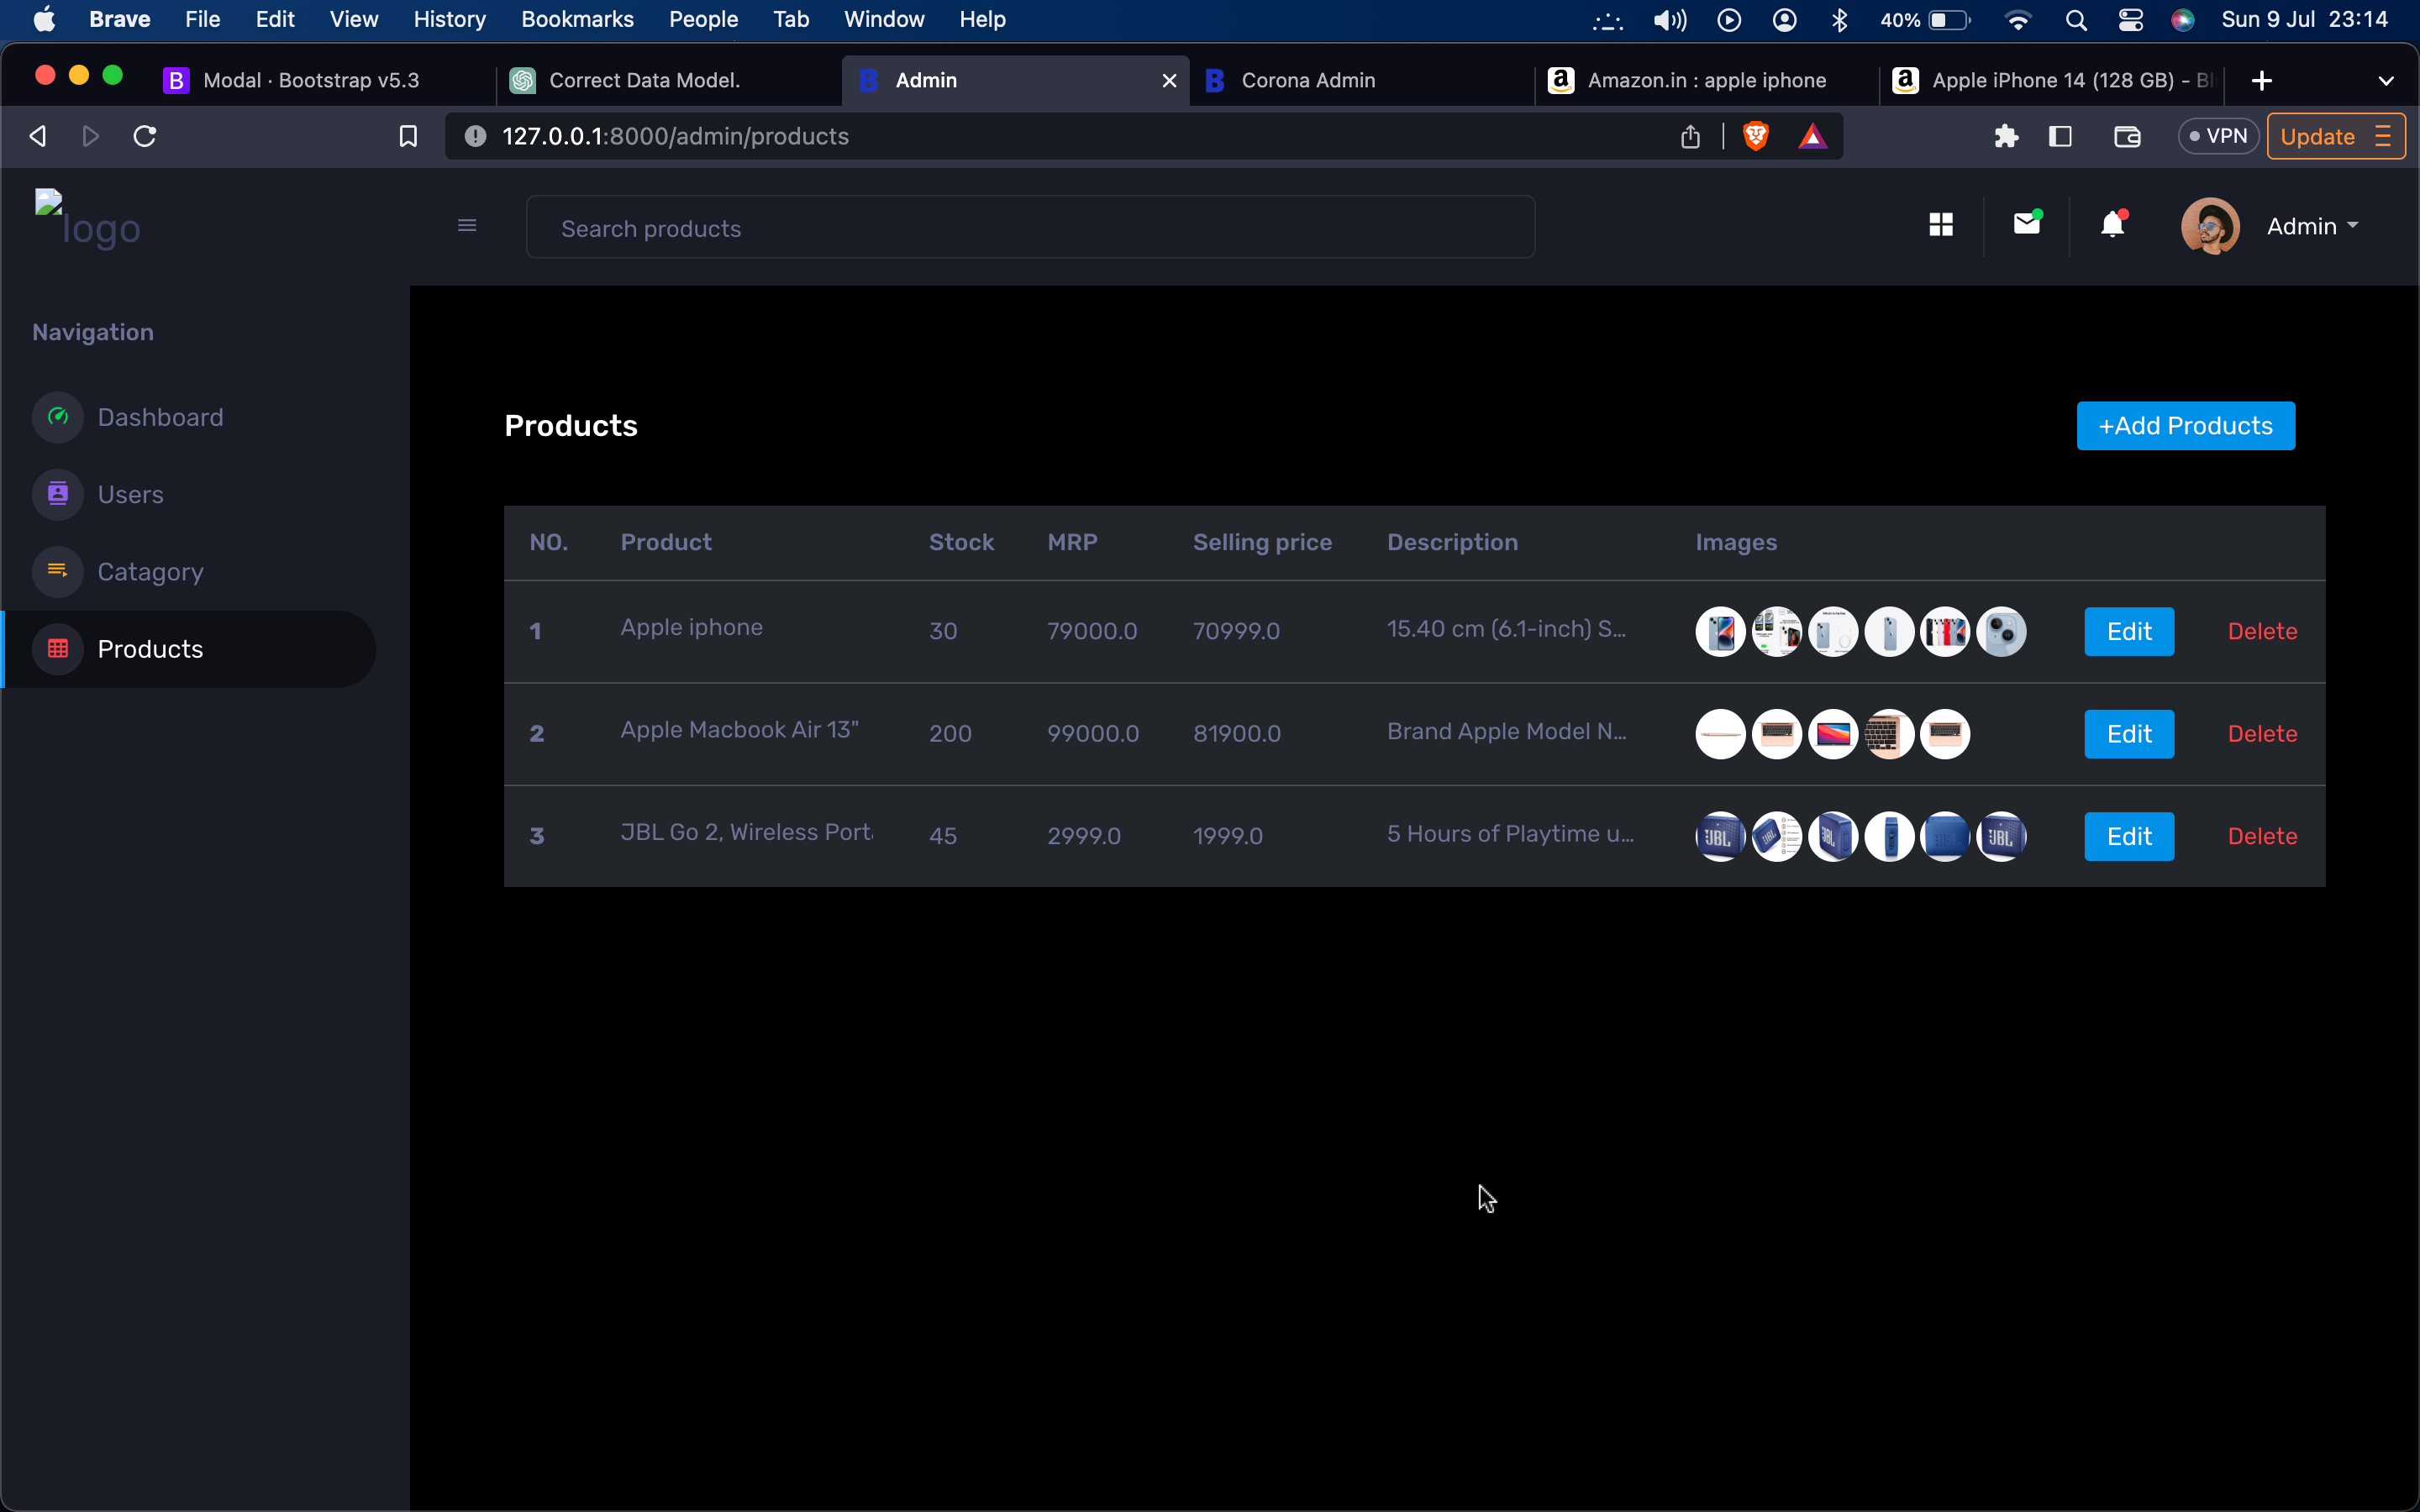 Brave File Edit View History Bookmarks People Tab Window Help 40% Sun 9 Jul 23:14
Modal · Bootstrap v5.3 Correct Data Model. Admin Corona Admin Amazon.in : apple iphone Apple iPhone 14 (128 GB) - Bl
127.0.0.1:8000/admin/products VPN Update
logo Search products Admin
Navigation
Dashboard
Users
Catagory
Products
Products +Add Products
NO. Product Stock MRP Selling price Description Images
1 Apple iphone 30 79000.0 70999.0 15.40 cm (6.1-inch) S... Edit Delete
2 Apple Macbook Air 13" 200 99000.0 81900.0 Brand Apple Model N... Edit Delete
3 JBL Go 2, Wireless Port 45 2999.0 1999.0 5 Hours of Playtime u... Edit Delete